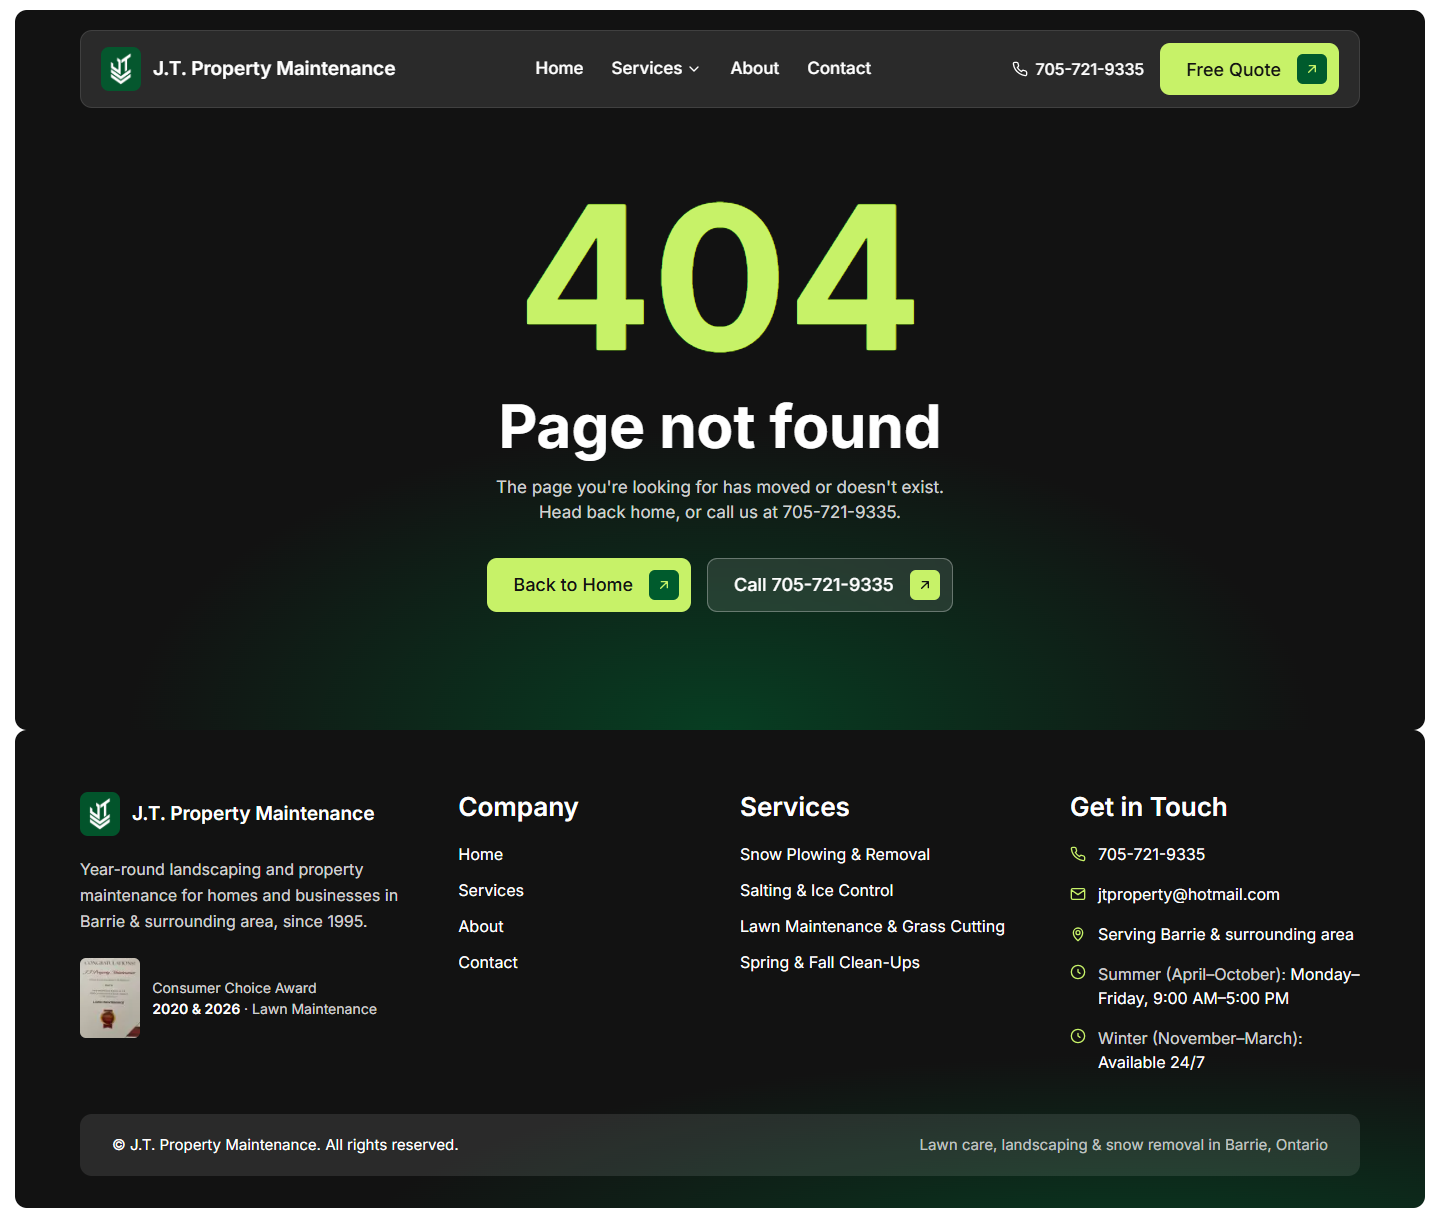 J.T. Property Maintenance
Home
Services
About
Contact
705-721-9335
Free Quote
404
Page not found
The page you're looking for has moved or doesn't exist.
Head back home, or call us at 705-721-9335.
Back to Home
Call 705-721-9335
J.T. Property Maintenance
Year-round landscaping and property
maintenance for homes and businesses in
Barrie & surrounding area, since 1995.
Consumer Choice Award
2020 & 2026 · Lawn Maintenance
Company
Home
Services
About
Contact
Services
Snow Plowing & Removal
Salting & Ice Control
Lawn Maintenance & Grass Cutting
Spring & Fall Clean-Ups
Get in Touch
705-721-9335
jtproperty@hotmail.com
Serving Barrie & surrounding area
Summer (April–October): Monday–
Friday, 9:00 AM–5:00 PM
Winter (November–March):
Available 24/7
© J.T. Property Maintenance. All rights reserved.
Lawn care, landscaping & snow removal in Barrie, Ontario